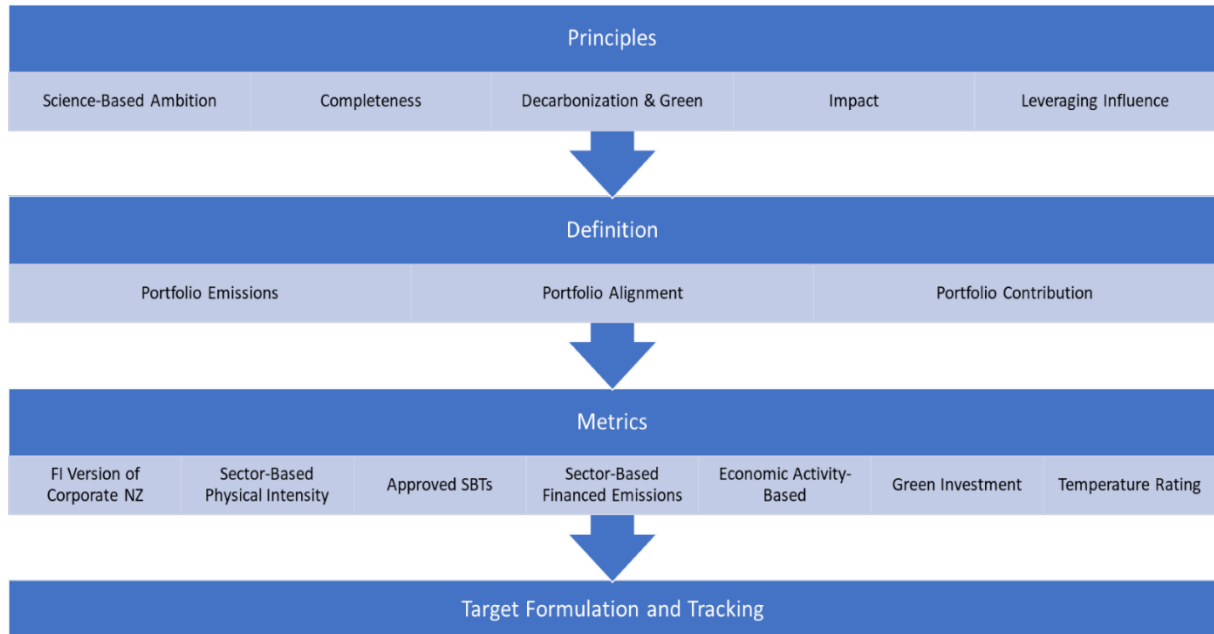 Principles
Science-Based Ambition
Completeness
Decarbonization & Green
Impact
Leveraging Influence
Definition
Portfolio Emissions
Portfolio Alignment
Portfolio Contribution
Metrics
FI Version of
Corporate NZ
Sector-Based
Physical Intensity
Approved SBTs
Sector-Based
Financed Emissions
Economic Activity-
Based
Green Investment
Temperature Rating
Target Formulation and Tracking